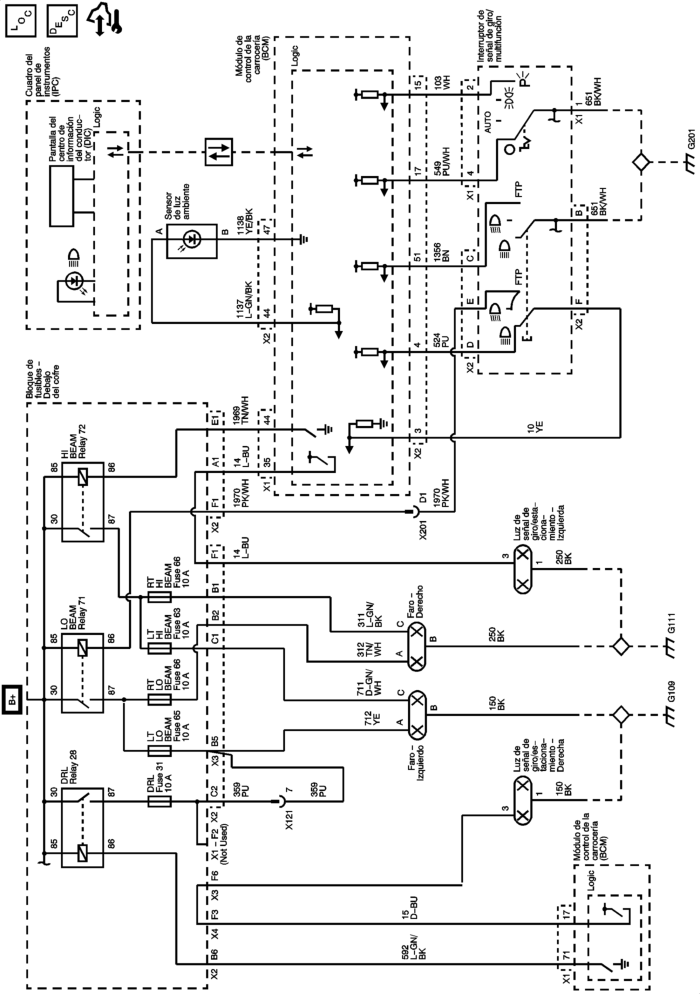 L O C
D E S C
Cuadro del
panel de
instrumentos
(IPC)
Pantalla del
centro de
información
del conduc–
tor (DIC)
Logic
Sensor
de luz
ambiente
A
B
1138
YE/BK
47
1137
L–GN/BK
44
X2
Módulo de
control de la
carrocería
(BCM)
Logic
15
103
WH
2
17
549
PU/WH
4
X1
51
1356
BN
C
E
4
524
PU
D
X2
3
X2
10
YE
Interruptor de
señal de giro/
multifunción
P
AUTO
FTP
FTP
1
651
BK/WH
X1
B
651
BK/WH
F
X2
G201
Bloque de
fusibles –
Debajo
del cofre
B+
HI
BEAM
Relay 72
85
86
30
87
LO
BEAM
Relay 71
85
86
30
87
DRL
Relay 28
30
87
85
86
RT
HI
BEAM
Fuse 66
10 A
LT
HI
BEAM
Fuse 63
10 A
RT
LO
BEAM
Fuse 66
10 A
LT
LO
BEAM
Fuse 65
10 A
DRL
Fuse 31
10 A
E1
1969
TN/WH
44
A1
14
L–BU
35
X1
F1
1970
PK/WH
X2
D1
1970
PK/WH
X201
F1
14
L–BU
B1
B2
C1
B5
X3
C2
359
PU
7
359
PU
X2
X121
X1 – F2
(Not Used)
F6
X3
F3
X4
15
D–BU
17
B6
X2
592
L–GN/
BK
71
X1
311
L–GN/
BK
C
312
TN/
WH
A
Faro –
Derecho
B
250
BK
711
D–GN/
WH
C
712
YE
A
Faro –
Izquierdo
B
150
BK
3
Luz de
señal de
giro/esta–
ciona–
miento –
Izquierda
1
250
BK
G111
G109
3
Luz de
señal de
giro/es–
taciona–
miento –
Derecha
1
150
BK
Módulo de
control de la
carrocería
(BCM)
Logic